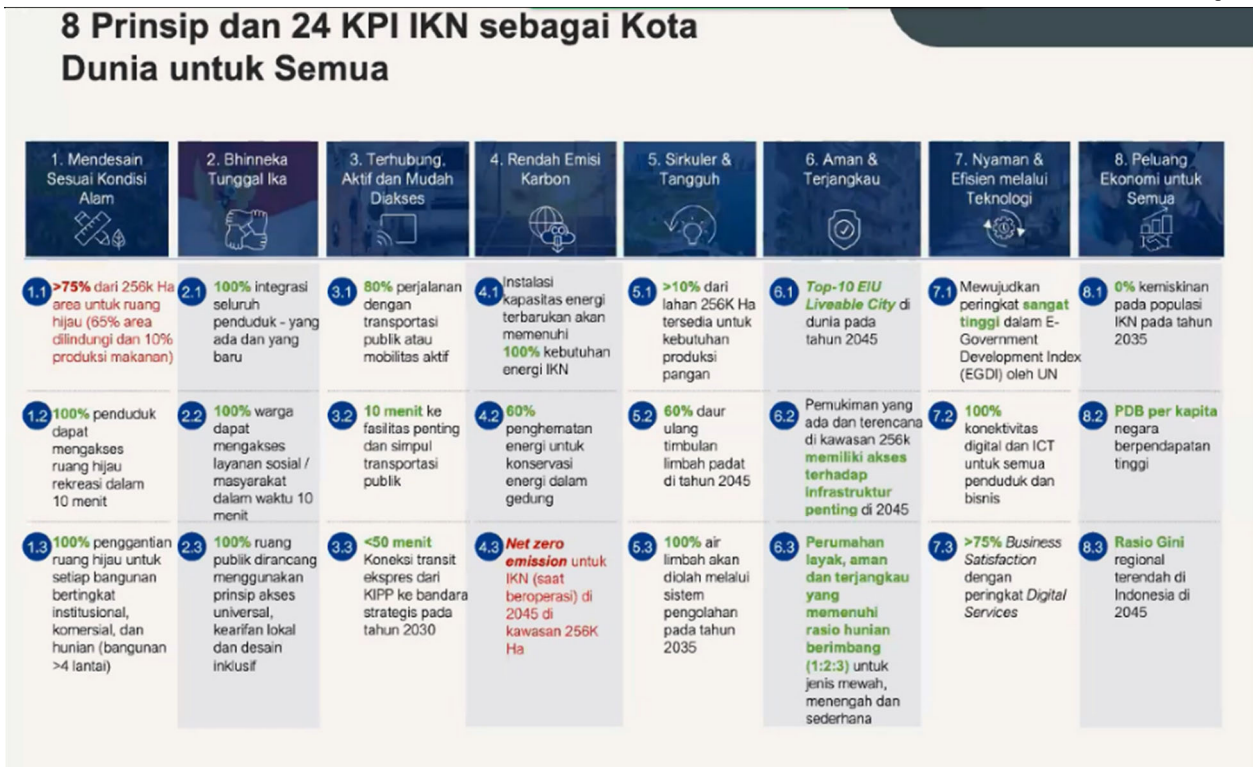 8 Prinsip dan 24 KPI IKN sebagai Kota
Dunia untuk Semua
1. Mendesain
Sesuai Kondisi
Alam
2. Bhinneka
Tunggal Ika
3. Terhubung,
Aktif dan Mudah
Diakses
4. Rendah Emisi
Karbon
5. Sirkuler &
Tangguh
6. Aman &
Terjangkau
7. Nyaman &
Efisien melalui
Teknologi
8. Peluang
Ekonomi untuk
Semua
1.1
>75% dari 256k Ha
area untuk ruang
hijau (65% area
dilindungi dan 10%
produksi makanan)
2.1
100% integrasi
seluruh
penduduk - yang
ada dan yang
baru
3.1
80% perjalanan
dengan
transportasi
publik atau
mobilitas aktif
4.1
Instalasi
kapasitas energi
terbarukan akan
memenuhi
100% kebutuhan
energi IKN
5.1
>10% dari
lahan 256K Ha
tersedia untuk
kebutuhan
produksi
pangan
6.1
Top-10 EIU
Liveable City di
dunia pada
tahun 2045
7.1
Mewujudkan
peringkat sangat
tinggi dalam E-
Government
Development Index
(EGDI) oleh UN
8.1
0% kemiskinan
pada populasi
IKN pada tahun
2035
1.2
100% penduduk
dapat
mengakses
ruang hijau
rekreasi dalam
10 menit
2.2
100% warga
dapat
mengakses
layanan sosial /
masyarakat
dalam waktu 10
menit
3.2
10 menit ke
fasilitas penting
dan simpul
transportasi
publik
4.2
60%
penghematan
energi untuk
konservasi
energi dalam
gedung
5.2
60% daur
ulang
timbulan
limbah padat
di tahun 2045
6.2
Pemukiman yang
ada dan terencana
di kawasan 256k
memiliki akses
terhadap
infrastruktur
penting di 2045
7.2
100%
konektivitas
digital dan ICT
untuk semua
penduduk dan
bisnis
8.2
PDB per kapita
negara
berpendapatan
tinggi
1.3
100% penggantian
ruang hijau untuk
setiap bangunan
bertingkat
institusional,
komersial, dan
hunian (bangunan
>4 lantai)
2.3
100% ruang
publik dirancang
menggunakan
prinsip akses
universal,
kearifan lokal
dan desain
inklusif
3.3
<50 menit
Koneksi transit
ekspres dari
KIPP ke bandara
strategis pada
tahun 2030
4.3
Net zero
emission untuk
IKN (saat
beroperasi) di
2045 di
kawasan 256K
Ha
5.3
100% air
limbah akan
diolah melalui
sistem
pengolahan
pada tahun
2035
6.3
Perumahan
layak, aman
dan terjangkau
yang
memenuhi
rasio hunian
berimbang
(1:2:3) untuk
jenis mewah,
menengah dan
sederhana
7.3
>75% Business
Satisfaction
dengan
peringkat Digital
Services
8.3
Rasio Gini
regional
terendah di
Indonesia di
2045